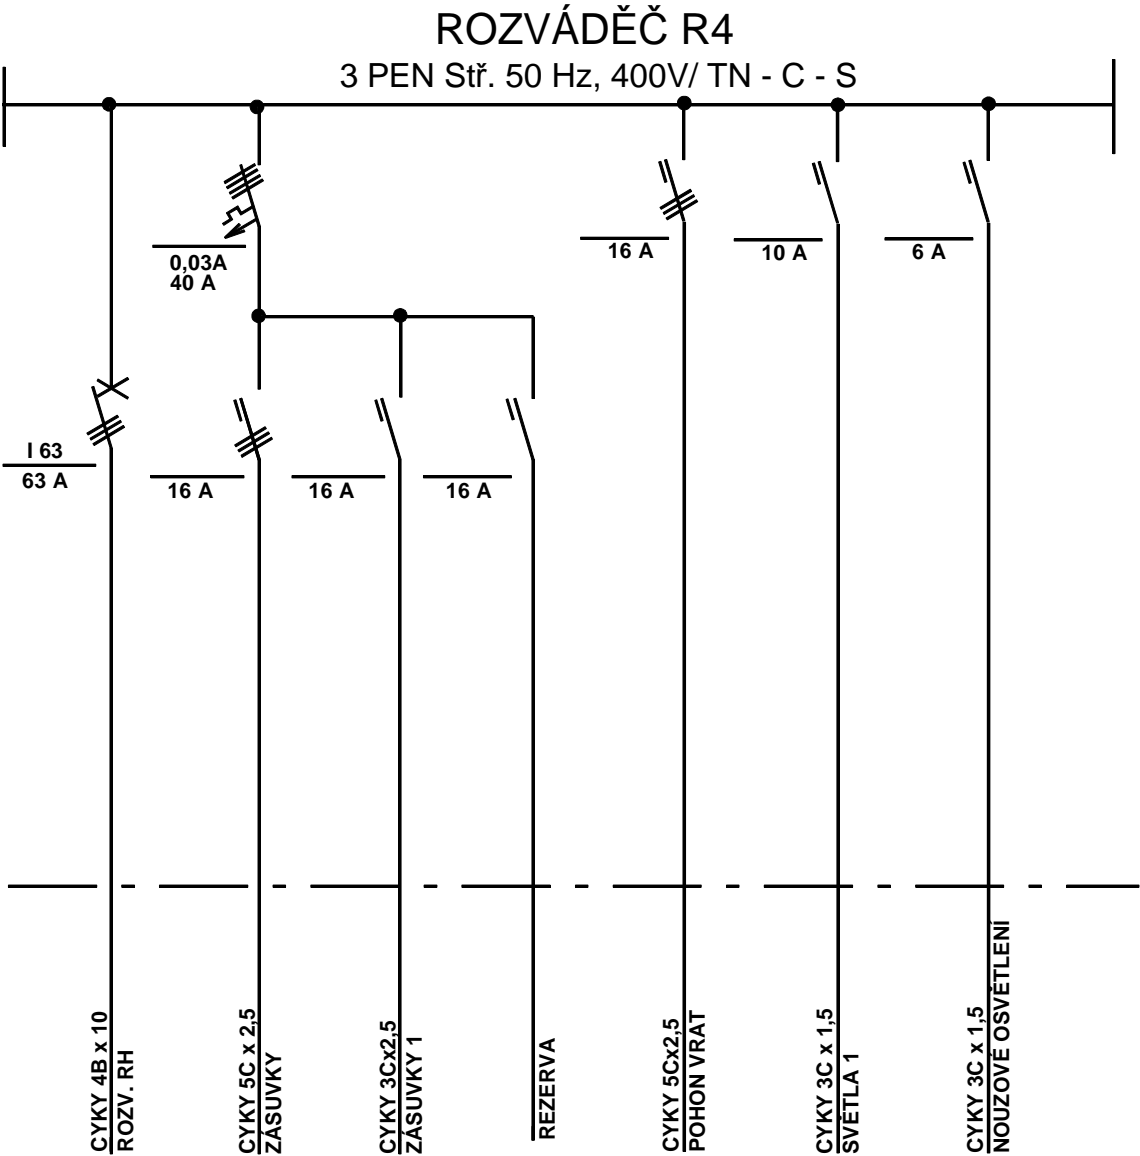 ROZVÁDĚČ R4
3 PEN Stř. 50 Hz, 400V/ TN - C - S
0,03A
40 A
16 A
10 A
6 A
I 63
63 A
16 A
16 A
16 A
CYKY 4B x 10
ROZV. RH
CYKY 5C x 2,5
ZÁSUVKY
CYKY 3Cx2,5
ZÁSUVKY 1
REZERVA
CYKY 5Cx2,5
POHON VRAT
CYKY 3C x 1,5
SVĚTLA 1
CYKY 3C x 1,5
NOUZOVÉ OSVĚTLENÍ